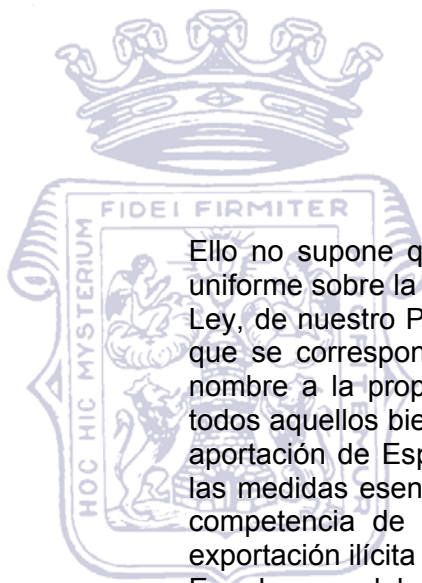 FIDEI FIRMITER
HOC HIC MYSTERIUM
Ello no supone q
uniforme sobre la
Ley, de nuestro P
que se correspon
nombre a la prop
todos aquellos bie
aportación de Esp
las medidas esen
competencia de
exportación ilícita